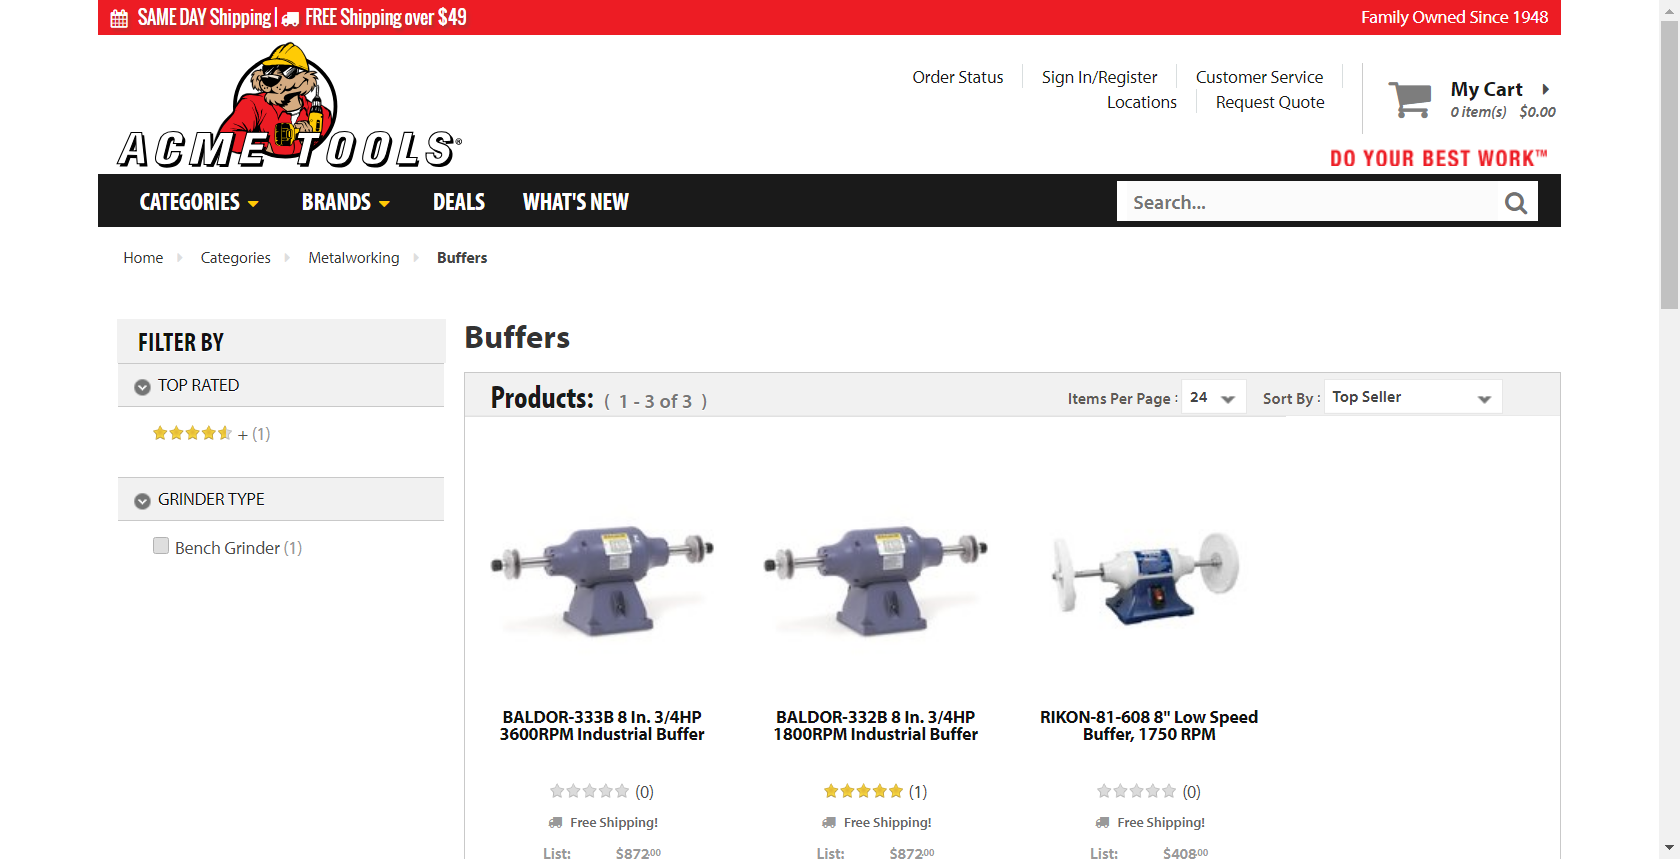 SAME DAY Shipping | FREE Shipping over $49
Family Owned Since 1948
ACME TOOLS®
Order Status
Sign In/Register
Customer Service
Locations
Request Quote
My Cart
0 item(s) $0.00
DO YOUR BEST WORK™
CATEGORIES
BRANDS
DEALS
WHAT'S NEW
Search...
Home
Categories
Metalworking
Buffers
FILTER BY
TOP RATED
+ (1)
GRINDER TYPE
Bench Grinder (1)
Buffers
Products: ( 1 - 3 of 3 )
Items Per Page : 24
Sort By : Top Seller
BALDOR-333B 8 In. 3/4HP
3600RPM Industrial Buffer
(0)
Free Shipping!
List: $872.00
BALDOR-332B 8 In. 3/4HP
1800RPM Industrial Buffer
(1)
Free Shipping!
List: $872.00
RIKON-81-608 8" Low Speed
Buffer, 1750 RPM
(0)
Free Shipping!
List: $408.00